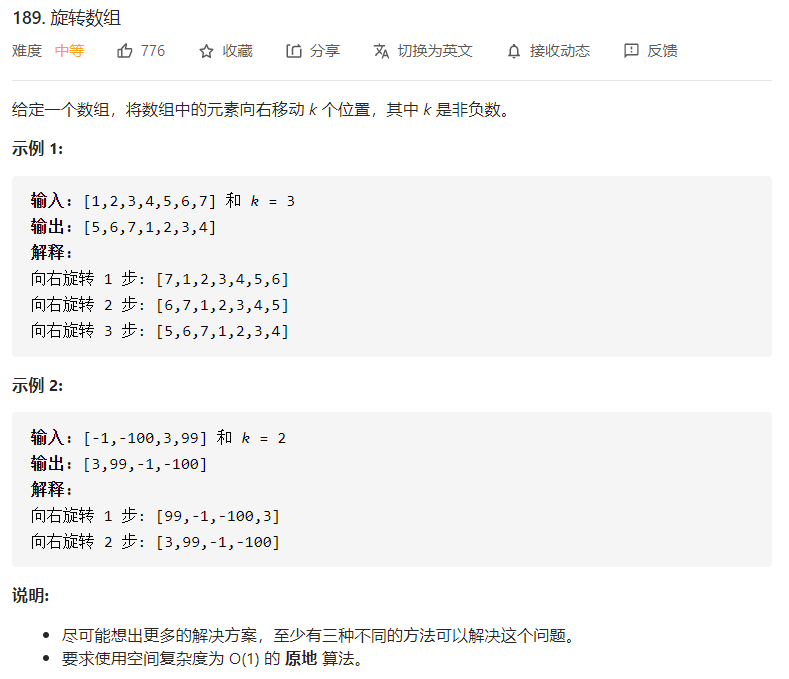 189. 旋转数组
难度 中等 776 收藏 分享 切换为英文 接收动态 反馈
给定一个数组，将数组中的元素向右移动 k 个位置，其中 k 是非负数。
示例 1:
输入: [1,2,3,4,5,6,7] 和 k = 3
输出: [5,6,7,1,2,3,4]
解释:
向右旋转 1 步: [7,1,2,3,4,5,6]
向右旋转 2 步: [6,7,1,2,3,4,5]
向右旋转 3 步: [5,6,7,1,2,3,4]
示例 2:
输入: [-1,-100,3,99] 和 k = 2
输出: [3,99,-1,-100]
解释:
向右旋转 1 步: [99,-1,-100,3]
向右旋转 2 步: [3,99,-1,-100]
说明:
• 尽可能想出更多的解决方案，至少有三种不同的方法可以解决这个问题。
• 要求使用空间复杂度为 O(1) 的 原地 算法。